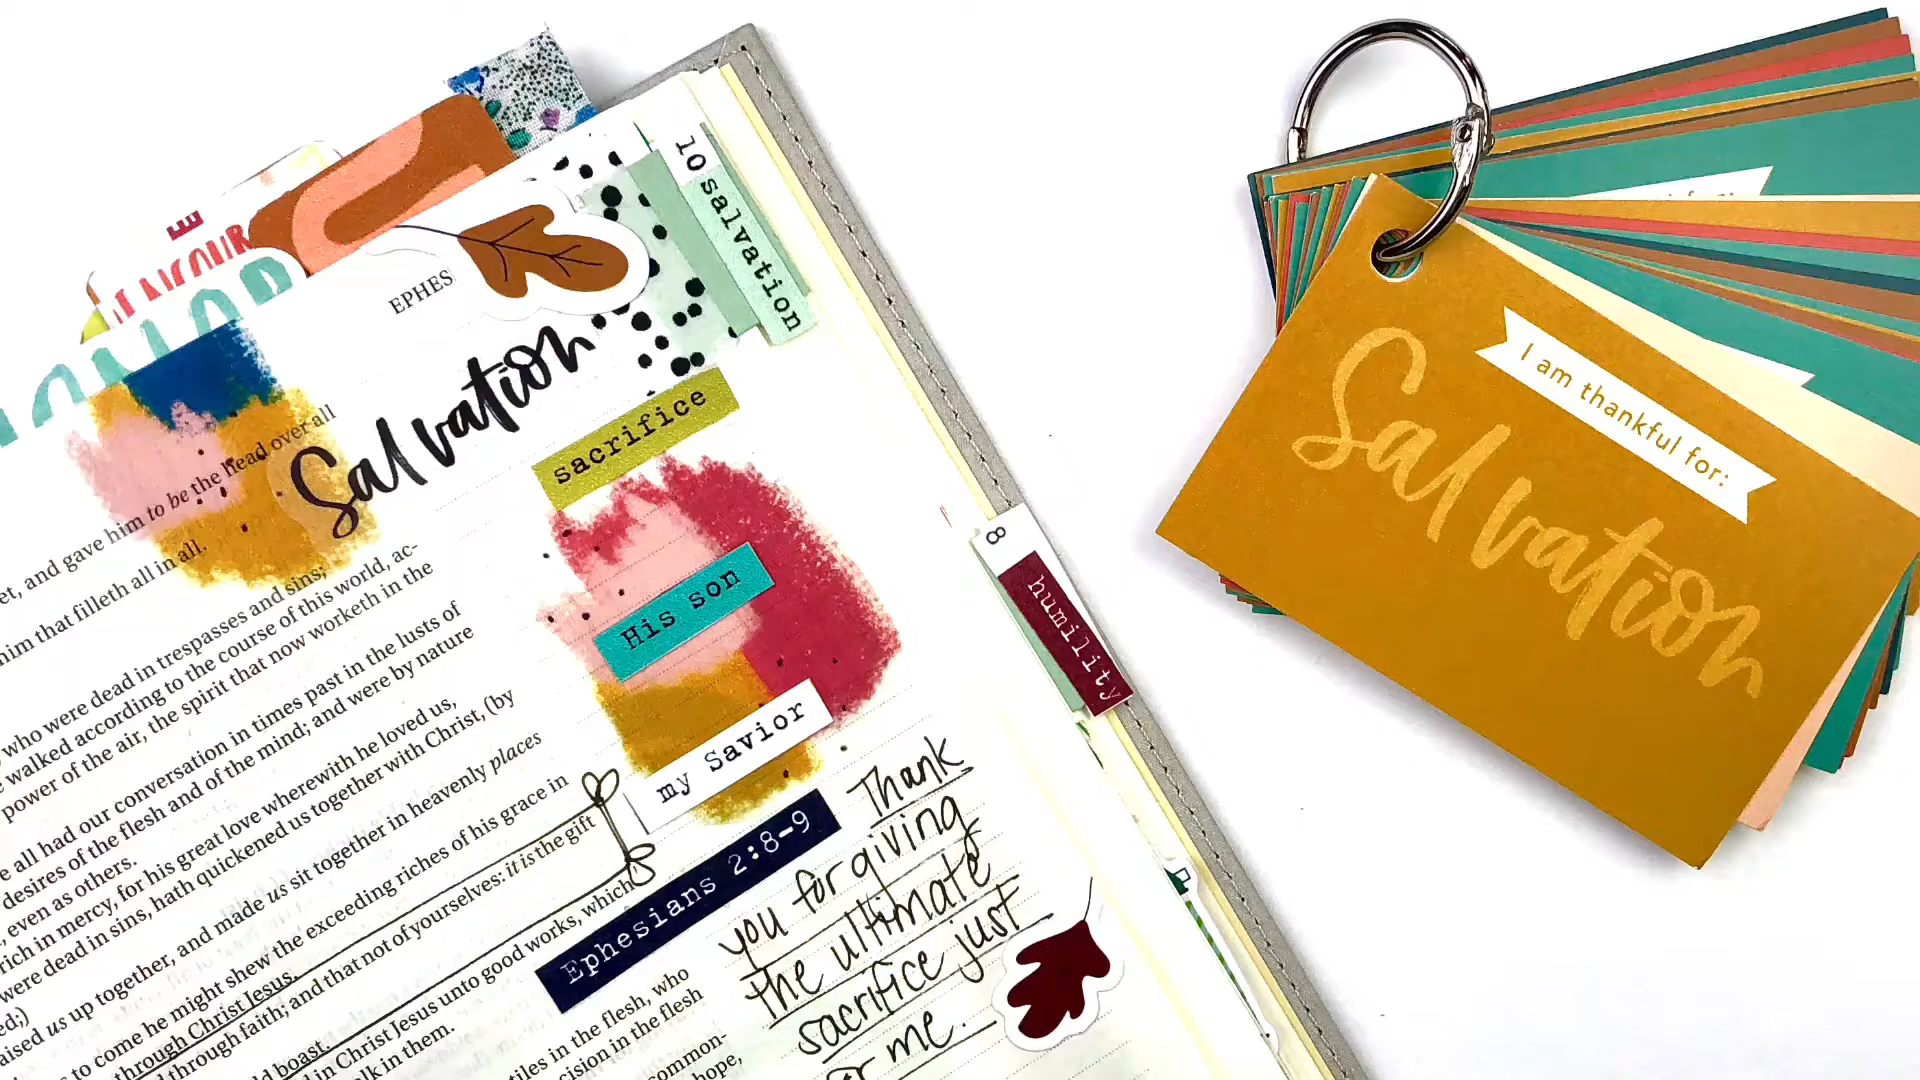 EPHES
Salvation
10 salvation
sacrifice
His son
my Savior
Ephesians 2:8-9
8 humility
Thank
you for giving
the ultimate
sacrifice just
me.
and gave him to be the head over all
him that filleth all in all.
who were dead in trespasses and sins;
walked according to the course of this world, ac-
power of the air, the spirit that now worketh in the
all had our conversation in times past in the lusts of
desires of the flesh and of the mind; and were by nature
, even as others.
rich in mercy, for his great love wherewith he loved us,
were dead in sins, hath quickened us together with Christ, (by
raised us up together, and made us sit together in heavenly places
to come he might shew the exceeding riches of his grace in
through Christ Jesus.
through faith; and that not of yourselves: it is the gift
boast.
in Christ Jesus unto good works, which
in them.
in the flesh, who
in the flesh
common-
hope,
I am thankful for:
Salvation